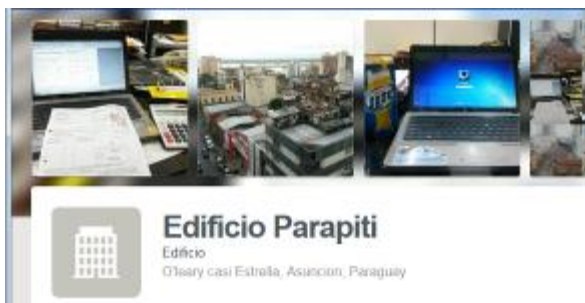 Edificio Parapiti
Edificio
O'leary casi Estrella, Asuncion, Paraguay